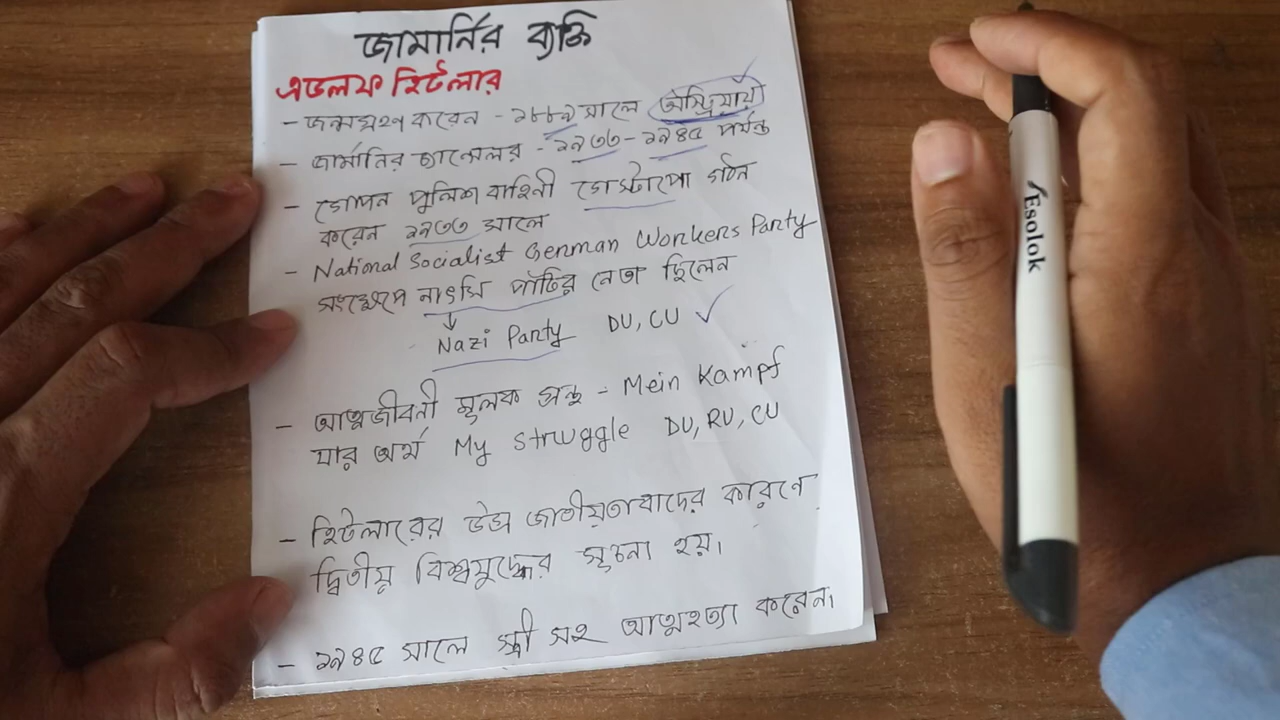 জার্মানির ব্যক্তি
এডলফ হিটলার
- জন্মগ্রহণ করেন - ১৮৮৯ সালে অস্ট্রিয়ায়
- জার্মানির চ্যান্সেলর - ১৯৩৩ - ১৯৪৫ পর্যন্ত
- গোপন পুলিশ বাহিনী গেস্টাপো গঠন
করেন ১৯৩৩ সালে
- National Socialist German Workers Party
সংক্ষেপে নাৎসি পার্টির নেতা ছিলেন
↓
Nazi Party DU, CU ✓
- আত্মজীবনী মূলক গ্রন্থ - Mein Kampf
যার অর্থ My struggle DU, RU, CU
- হিটলারের উগ্র জাতীয়তাবাদের কারণে
দ্বিতীয় বিশ্বযুদ্ধের সূচনা হয়।
- ১৯৪৫ সালে স্ত্রী সহ আত্মহত্যা করেন।
Esolok